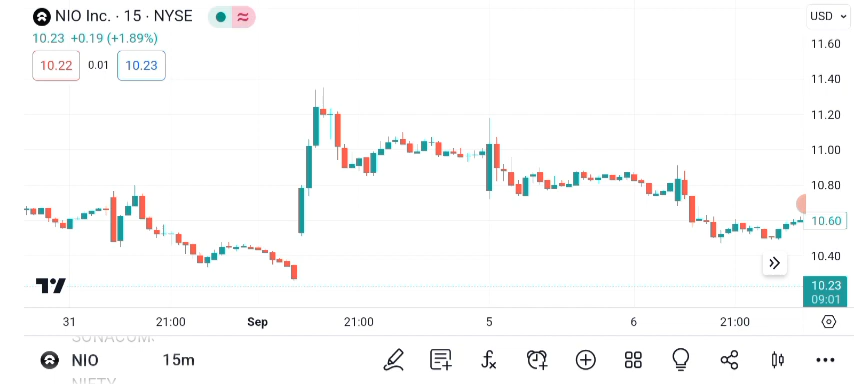 NIO Inc. · 15 · NYSE
USD
10.23 +0.19 (+1.89%)
10.22 0.01 10.23
11.60
11.40
11.20
11.00
10.80
10.60
10.40
10.23
09:01
31 21:00 Sep 21:00 5 6 21:00
NIO 15m
NIFTY